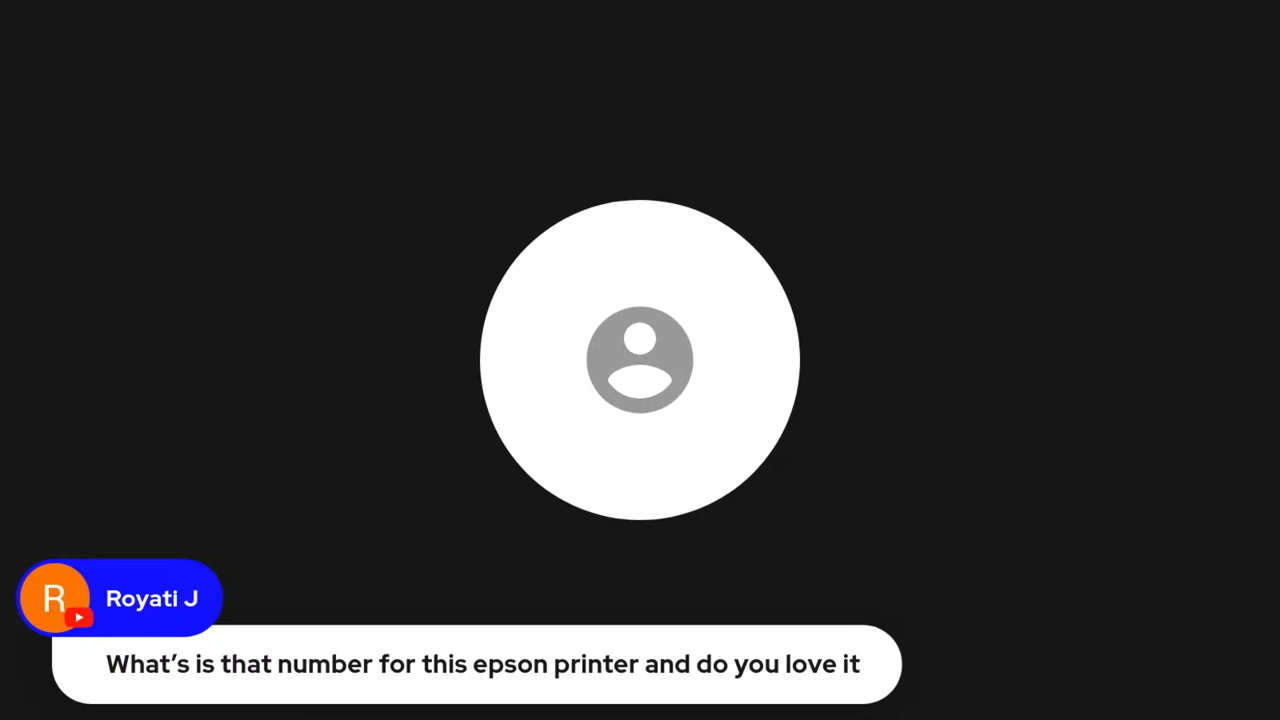 R
Royati J
What’s is that number for this epson printer and do you love it